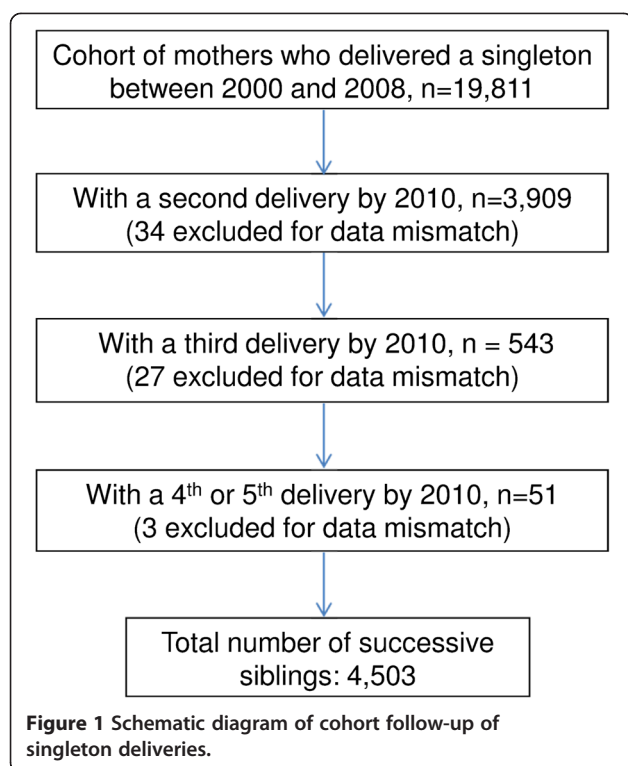 Cohort of mothers who delivered a singleton
between 2000 and 2008, n=19,811
With a second delivery by 2010, n=3,909
(34 excluded for data mismatch)
With a third delivery by 2010, n = 543
(27 excluded for data mismatch)
With a 4th or 5th delivery by 2010, n=51
(3 excluded for data mismatch)
Total number of successive
siblings: 4,503
Figure 1 Schematic diagram of cohort follow-up of
singleton deliveries.